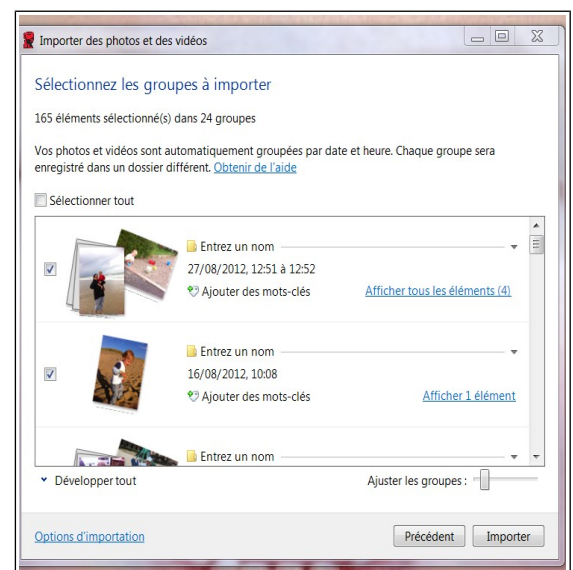 Importer des photos et des vidéos
Sélectionnez les groupes à importer
165 éléments sélectionné(s) dans 24 groupes
Vos photos et vidéos sont automatiquement groupées par date et heure. Chaque groupe sera
enregistré dans un dossier différent. Obtenir de l'aide
Sélectionner tout
Entrez un nom
27/08/2012, 12:51 à 12:52
Ajouter des mots-clés Afficher tous les éléments (4)
Entrez un nom
16/08/2012, 10:08
Ajouter des mots-clés Afficher 1 élément
Entrez un nom
Développer tout Ajuster les groupes :
Options d'importation Précédent Importer